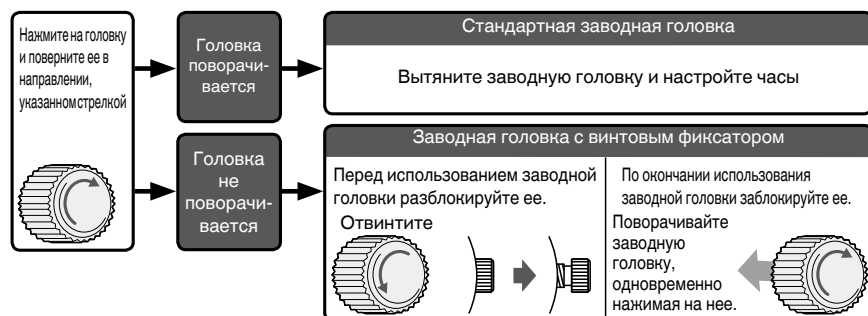 Нажмите на головку
и поверните ее в
направлении,
указанном стрелкой
Головка
поворачи-
вается
Стандартная заводная головка
Вытяните заводную головку и настройте часы
Головка
не
поворачи-
вается
Заводная головка с винтовым фиксатором
Перед использованием заводной
головки разблокируйте ее.
Отвинтите
По окончании использования
заводной головки заблокируйте ее.
Поворачивайте
заводную
головку,
одновременно
нажимая на нее.